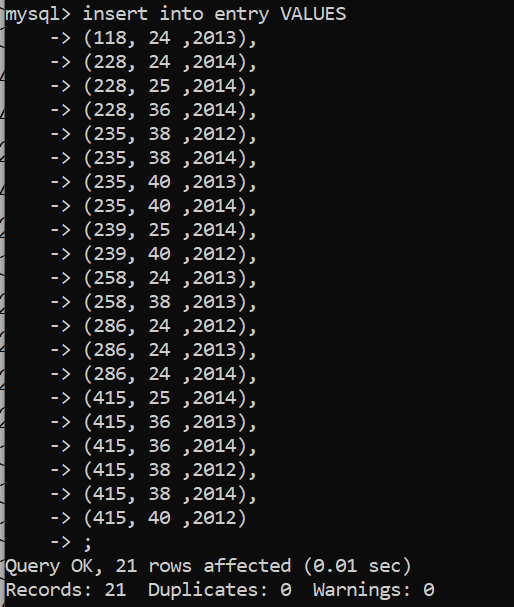 mysql> insert into entry VALUES
    -> (118, 24 ,2013),
    -> (228, 24 ,2014),
    -> (228, 25 ,2014),
    -> (228, 36 ,2014),
    -> (235, 38 ,2012),
    -> (235, 38 ,2014),
    -> (235, 40 ,2013),
    -> (235, 40 ,2014),
    -> (239, 25 ,2014),
    -> (239, 40 ,2012),
    -> (258, 24 ,2013),
    -> (258, 38 ,2013),
    -> (286, 24 ,2012),
    -> (286, 24 ,2013),
    -> (286, 24 ,2014),
    -> (415, 25 ,2014),
    -> (415, 36 ,2013),
    -> (415, 36 ,2014),
    -> (415, 38 ,2012),
    -> (415, 38 ,2014),
    -> (415, 40 ,2012)
    -> ;
Query OK, 21 rows affected (0.01 sec)
Records: 21  Duplicates: 0  Warnings: 0